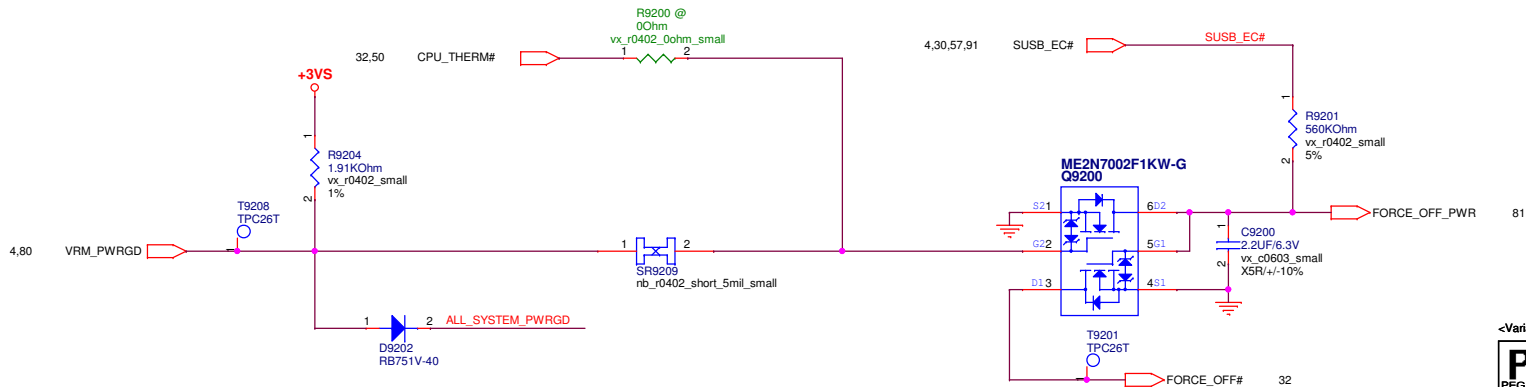 R9200 @
0Ohm
vx_r0402_0ohm_small
1 2
32,50 CPU_THERM#
4,30,57,91 SUSB_EC# SUSB_EC#
+3VS
1
R9204
1.91KOhm
vx_r0402_small
1%
2
1
R9201
560KOhm
vx_r0402_small
5%
2
ME2N7002F1KW-G
Q9200
S2 1 6 D2
G2 2 5 G1
D1 3 4 S1
FORCE_OFF_PWR 81
T9208
TPC26T
1
4,80 VRM_PWRGD
1 2
SR9209
nb_r0402_short_5mil_small
1
C9200
2.2UF/6.3V
vx_c0603_small
X5R/+/-10%
2
1 2 ALL_SYSTEM_PWRGD
D9202
RB751V-40
T9201
TPC26T
1
FORCE_OFF# 32
<Vari
P